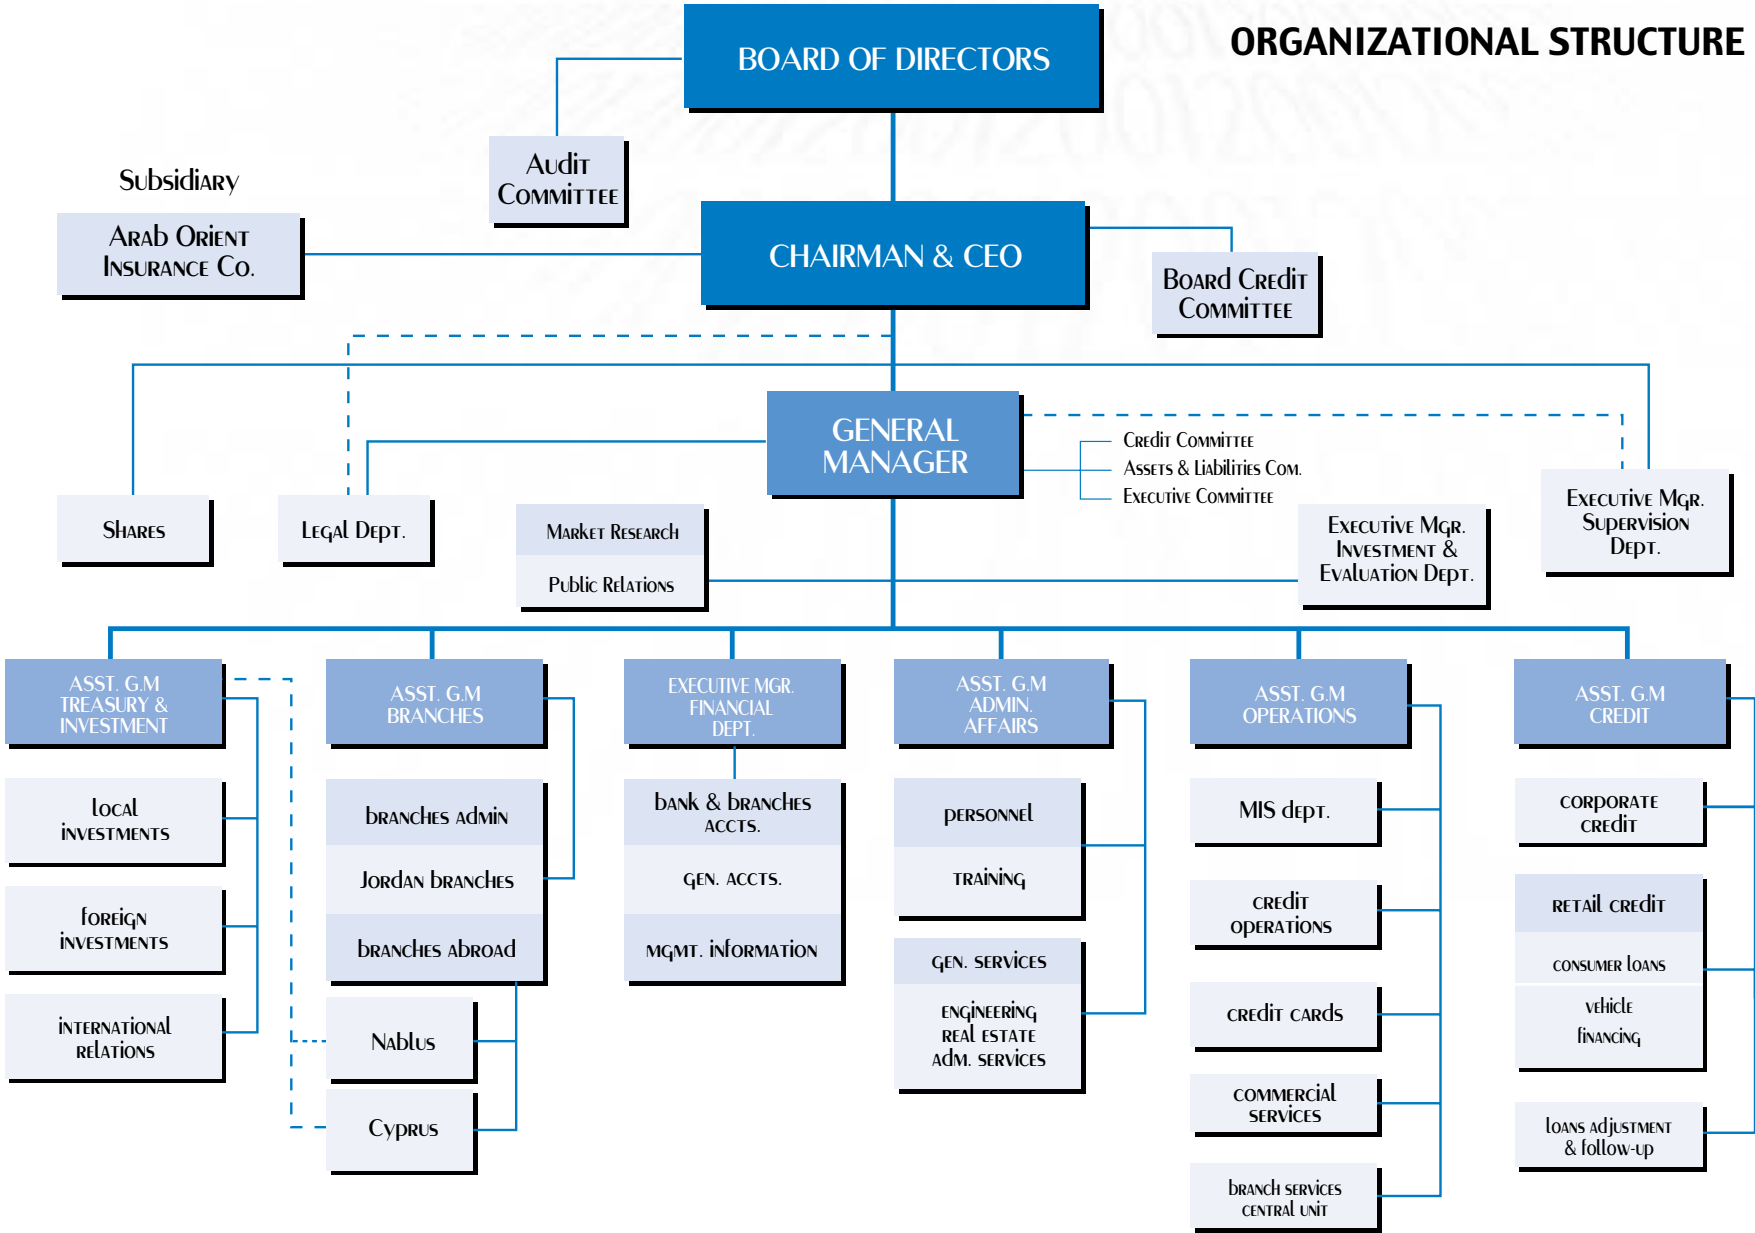 ORGANIZATIONAL STRUCTURE
BOARD OF DIRECTORS
Audit
Committee
Subsidiary
Arab Orient
Insurance Co.
CHAIRMAN & CEO
Board Credit
Committee
GENERAL
MANAGER
Credit Committee
Assets & Liabilities Com.
Executive Committee
Shares
Legal Dept.
Market Research
Public Relations
Executive Mgr.
Investment &
Evaluation Dept.
Executive Mgr.
Supervision
Dept.
ASST. G.M
TREASURY &
INVESTMENT
local
investments
foreign
investments
international
relations
ASST. G.M
BRANCHES
branches admin
Jordan branches
branches abroad
Nablus
Cyprus
EXECUTIVE MGR.
FINANCIAL
DEPT.
bank & branches
accts.
gen. accts.
mgmt. information
ASST. G.M
ADMIN.
AFFAIRS
personnel
training
gen. services
engineering
real estate
adm. services
ASST. G.M
OPERATIONS
MIS dept.
credit
operations
credit cards
commercial
services
branch services
central unit
ASST. G.M
CREDIT
corporate
credit
retail credit
consumer loans
vehicle
financing
loans adjustment
& follow-up